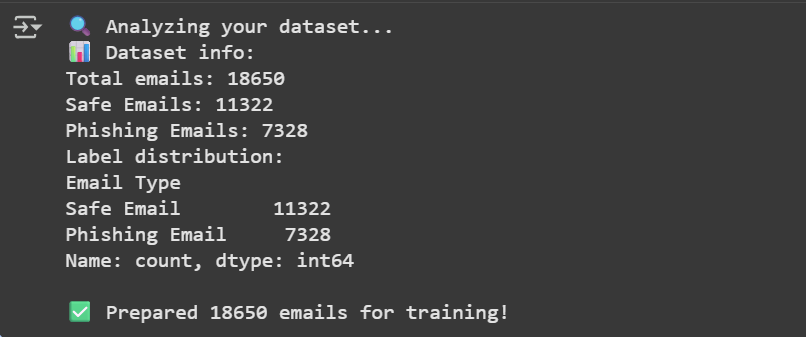 🔍 Analyzing your dataset...
📊 Dataset info:
Total emails: 18650
Safe Emails: 11322
Phishing Emails: 7328
Label distribution:
Email Type
Safe Email        11322
Phishing Email     7328
Name: count, dtype: int64
✅ Prepared 18650 emails for training!